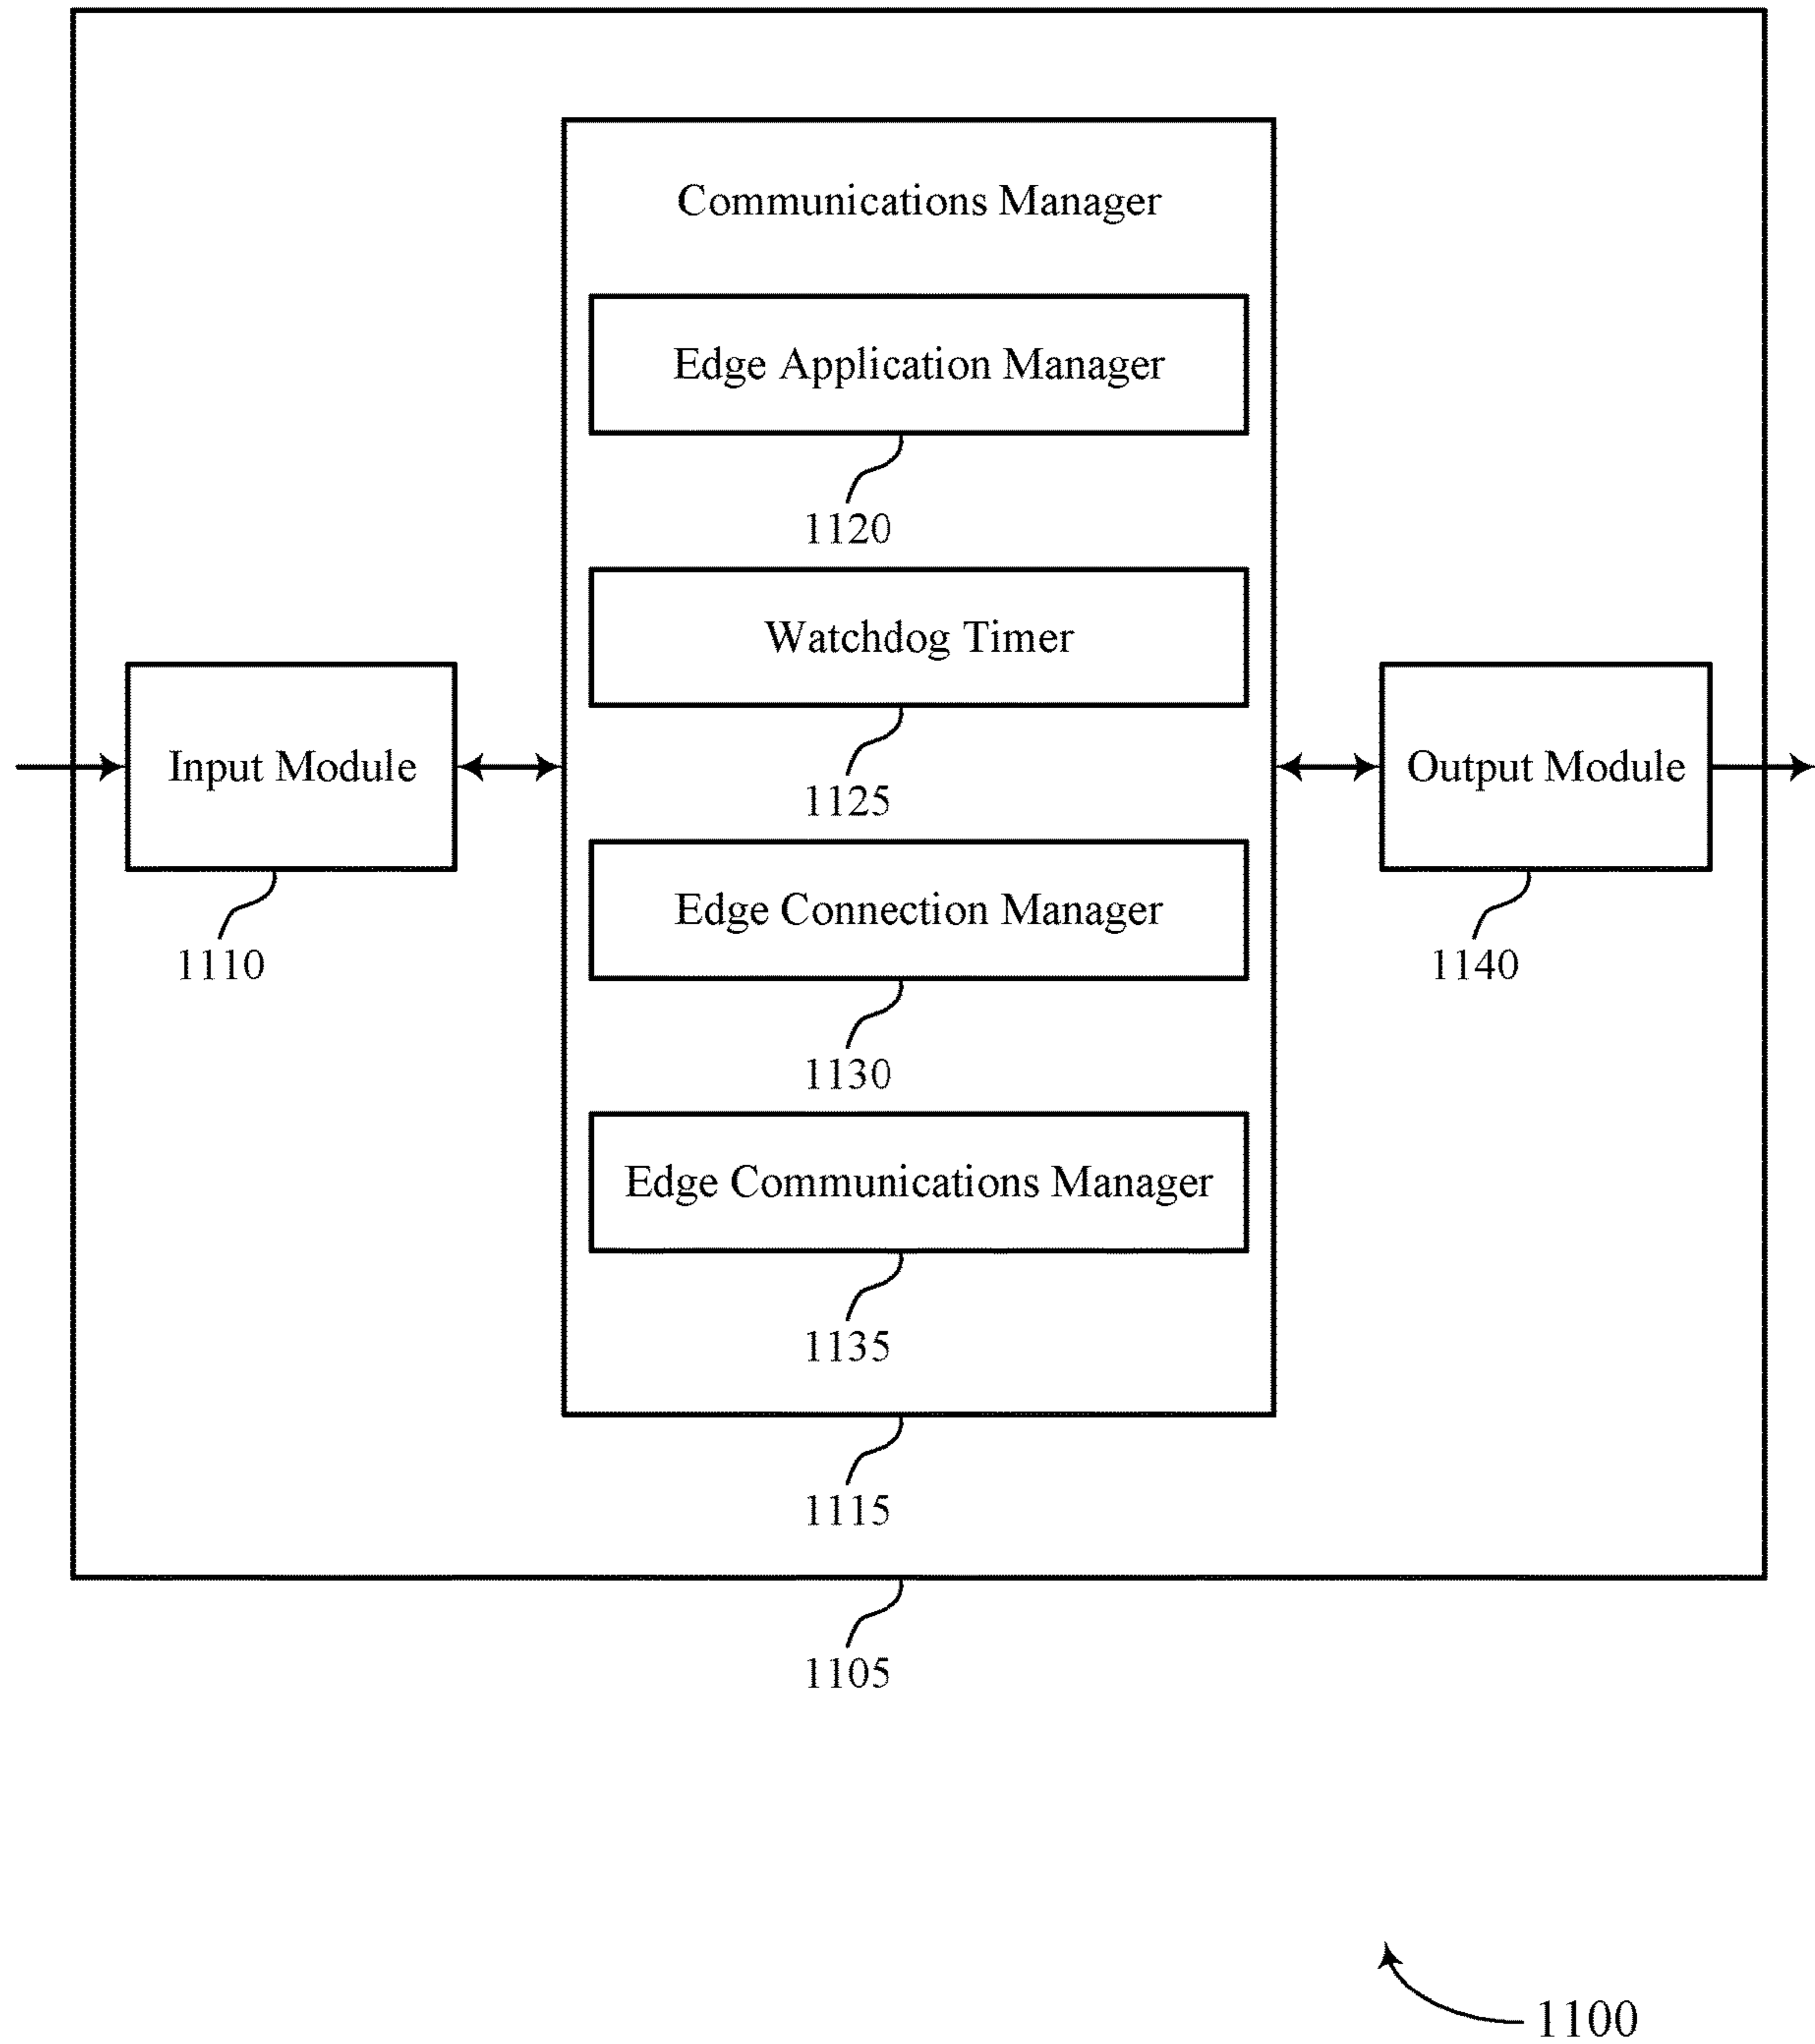 Communications Manager
Edge Application Manager
1120
Watchdog Timer
1125
Input Module
1110
Output Module
1140
Edge Connection Manager
1130
Edge Communications Manager
1135
1115
1105
1100